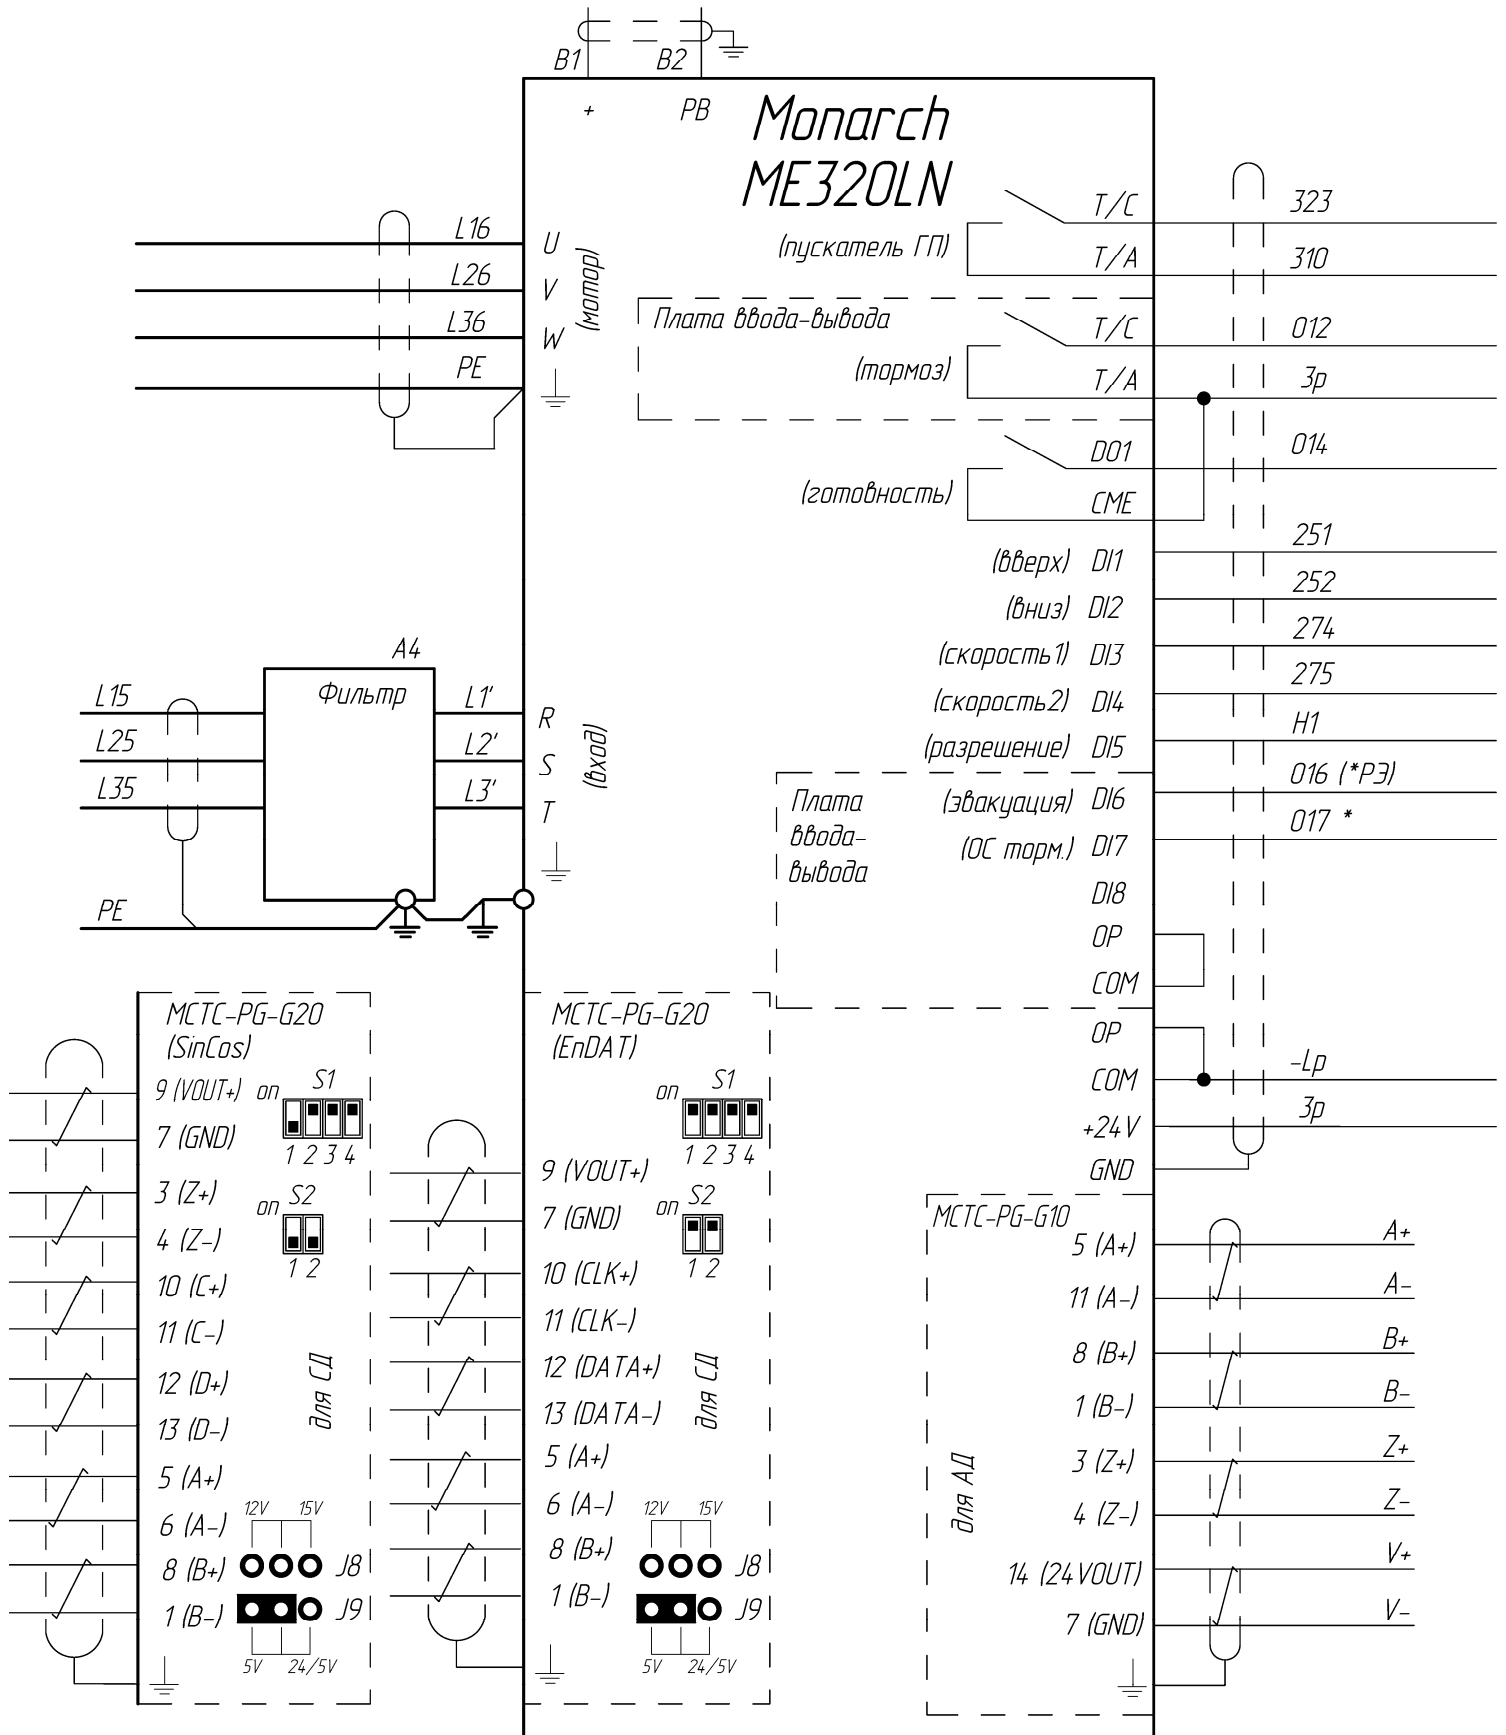 B1 B2
+ PB
Monarch
ME320LN
L16 U
L26 V
L36 W
PE
(мотор)
T/C 323
(пускатель ГП)
T/A 310
Плата ввода-вывода
T/C 012
(тормоз)
T/A 3р
DO1 014
(готовность)
CME
(вверх) DI1 251
(вниз) DI2 252
(скорость1) DI3 274
(скорость2) DI4 275
(разрешение) DI5 H1
Плата
ввода-
вывода
(эвакуация) DI6 016 (*РЭ)
(ОС торм.) DI7 017 *
DI8
OP
COM
OP
COM -Lр
+24V 3р
GND
A4
Фильтр
L15 L1' R
L25 L2' S
L35 L3' T
(вход)
PE
MCTC-PG-G20
(SinCos)
9 (VOUT+)
7 (GND)
3 (Z+)
4 (Z-)
10 (C+)
11 (C-)
12 (D+)
13 (D-)
5 (A+)
6 (A-)
8 (B+)
1 (B-)
on S1
1 2 3 4
on S2
1 2
для СД
12V 15V
J8
J9
5V 24/5V
MCTC-PG-G20
(EnDAT)
9 (VOUT+)
7 (GND)
10 (CLK+)
11 (CLK-)
12 (DATA+)
13 (DATA-)
5 (A+)
6 (A-)
8 (B+)
1 (B-)
on S1
1 2 3 4
on S2
1 2
для СД
12V 15V
J8
J9
5V 24/5V
MCTC-PG-G10
5 (A+) A+
11 (A-) A-
8 (B+) B+
1 (B-) B-
3 (Z+) Z+
4 (Z-) Z-
14 (24VOUT) V+
7 (GND) V-
для АД